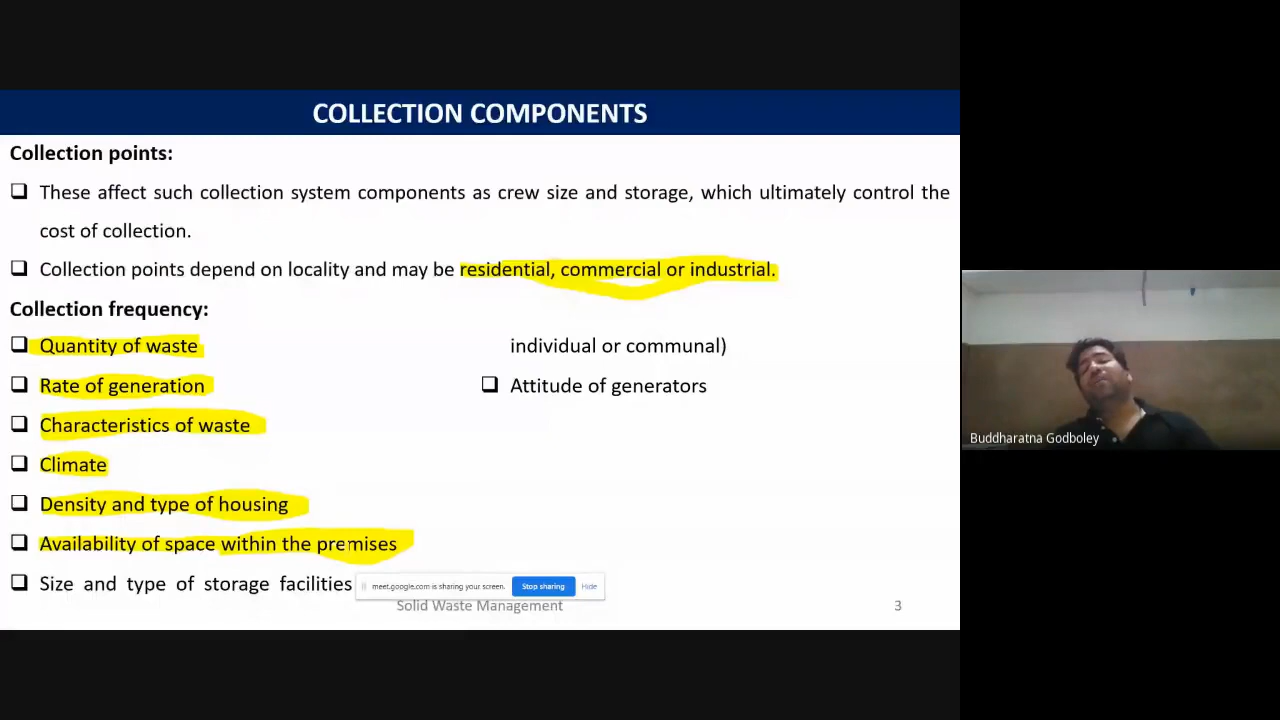 COLLECTION COMPONENTS
Collection points:
These affect such collection system components as crew size and storage, which ultimately control the
cost of collection.
Collection points depend on locality and may be residential, commercial or industrial.
Collection frequency:
Quantity of waste
Rate of generation
Characteristics of waste
Climate
Density and type of housing
Availability of space within the premises
Size and type of storage facilities
individual or communal)
Attitude of generators
meet.google.com is sharing your screen. Stop sharing Hide
Solid Waste Management 3
Buddharatna Godboley